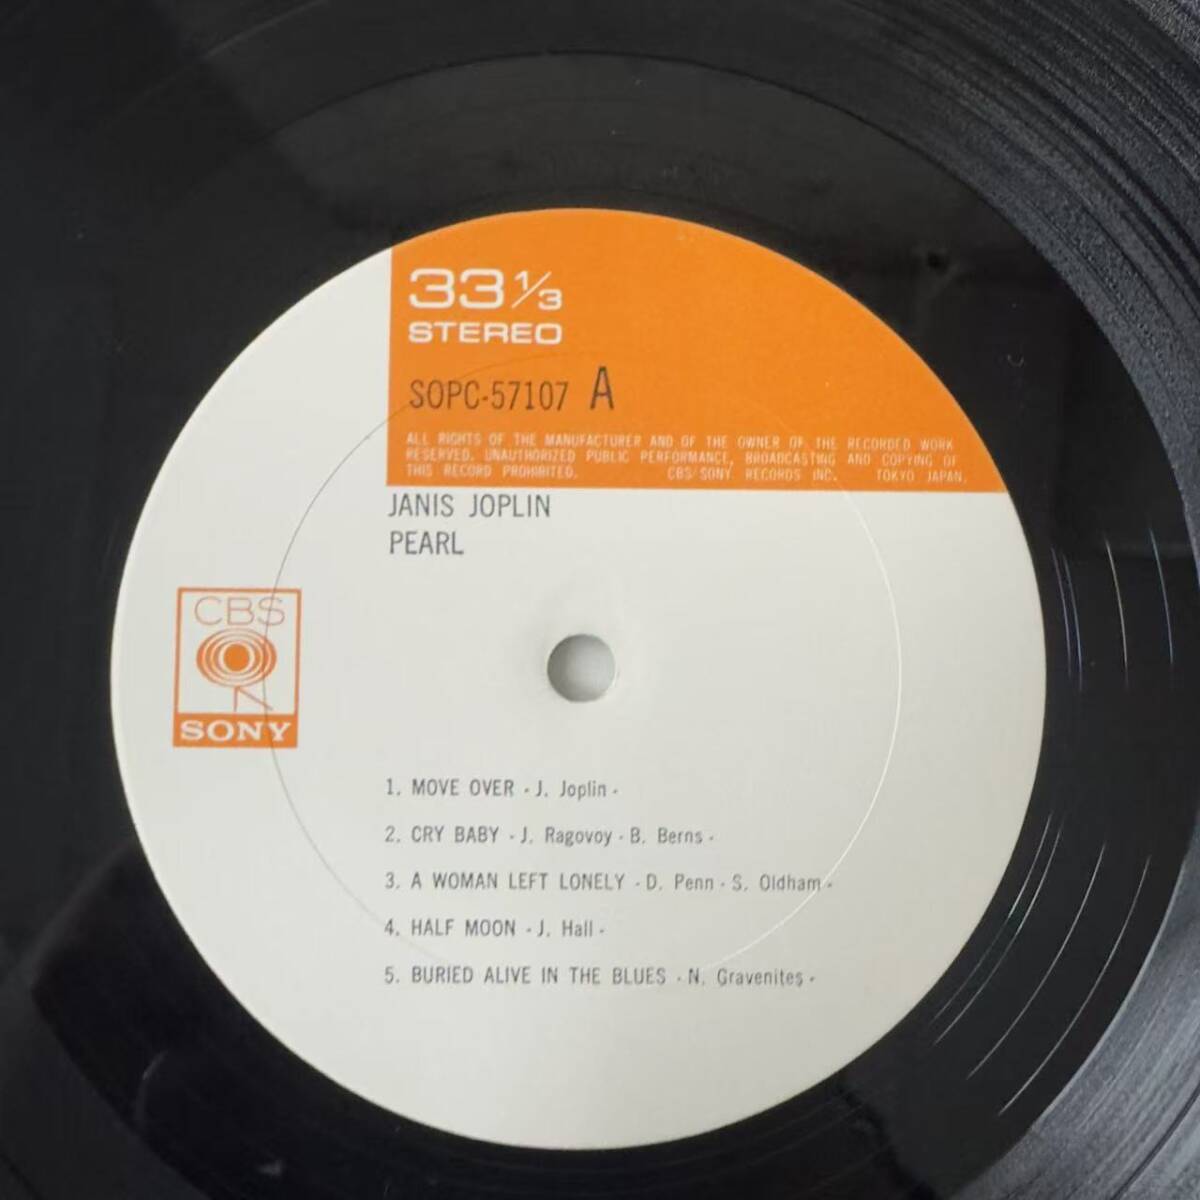 33 1/3
STEREO
SOPC-57107 A
ALL RIGHTS OF THE MANUFACTURER AND OF THE OWNER OF THE RECORDED WORK
RESERVED. UNAUTHORIZED PUBLIC PERFORMANCE, BROADCASTING AND COPYING OF
THIS RECORD PROHIBITED. CBS/SONY RECORDS INC. TOKYO JAPAN.
JANIS JOPLIN
PEARL
CBS
SONY
1. MOVE OVER - J. Joplin -
2. CRY BABY - J. Ragovoy - B. Berns -
3. A WOMAN LEFT LONELY - D. Penn - S. Oldham -
4. HALF MOON - J. Hall -
5. BURIED ALIVE IN THE BLUES - N. Gravenites -